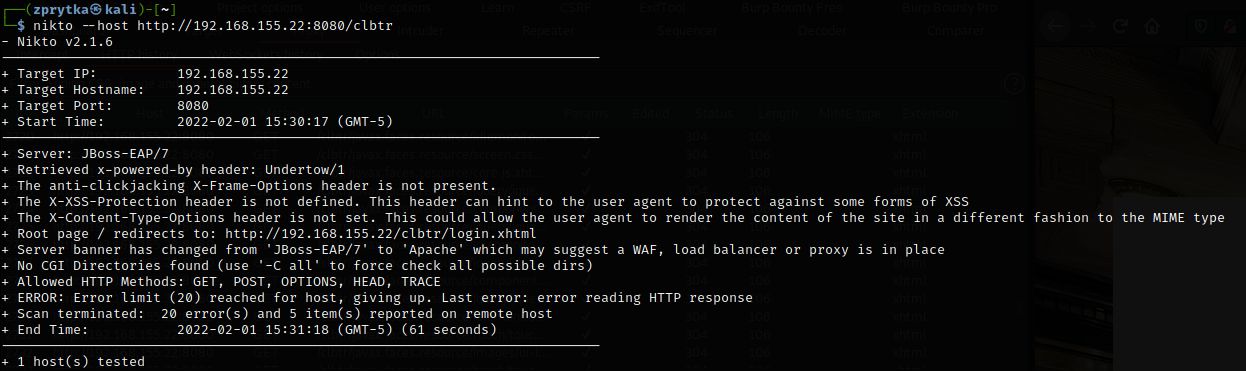 ┌──(zprytka㉿kali)-[~]
└─$ nikto --host http://192.168.155.22:8080/clbtr
- Nikto v2.1.6
---------------------------------------------------------------------------
+ Target IP:          192.168.155.22
+ Target Hostname:    192.168.155.22
+ Target Port:        8080
+ Start Time:         2022-02-01 15:30:17 (GMT-5)
---------------------------------------------------------------------------
+ Server: JBoss-EAP/7
+ Retrieved x-powered-by header: Undertow/1
+ The anti-clickjacking X-Frame-Options header is not present.
+ The X-XSS-Protection header is not defined. This header can hint to the user agent to protect against some forms of XSS
+ The X-Content-Type-Options header is not set. This could allow the user agent to render the content of the site in a different fashion to the MIME type
+ Root page / redirects to: http://192.168.155.22/clbtr/login.xhtml
+ Server banner has changed from 'JBoss-EAP/7' to 'Apache' which may suggest a WAF, load balancer or proxy is in place
+ No CGI Directories found (use '-C all' to force check all possible dirs)
+ Allowed HTTP Methods: GET, POST, OPTIONS, HEAD, TRACE
+ ERROR: Error limit (20) reached for host, giving up. Last error: error reading HTTP response
+ Scan terminated:  20 error(s) and 5 item(s) reported on remote host
+ End Time:           2022-02-01 15:31:18 (GMT-5) (61 seconds)
---------------------------------------------------------------------------
+ 1 host(s) tested